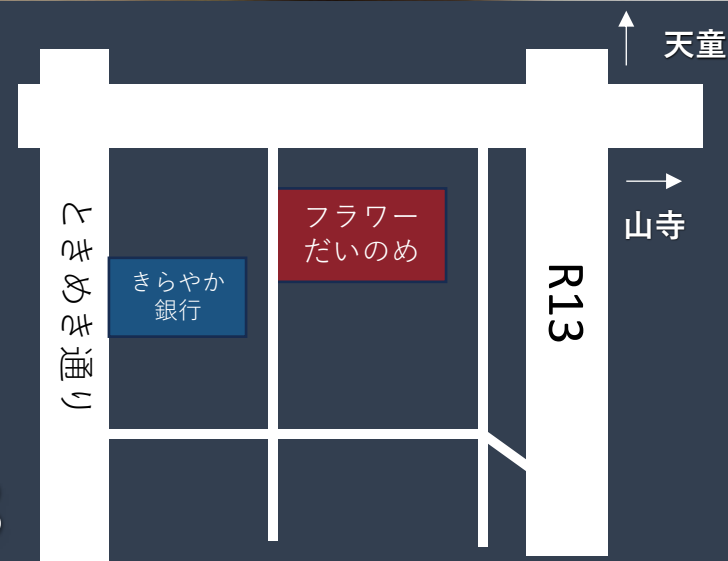 天童
山寺
フラワー
だいのめ
きらやか
銀行
ときめき通り
R13